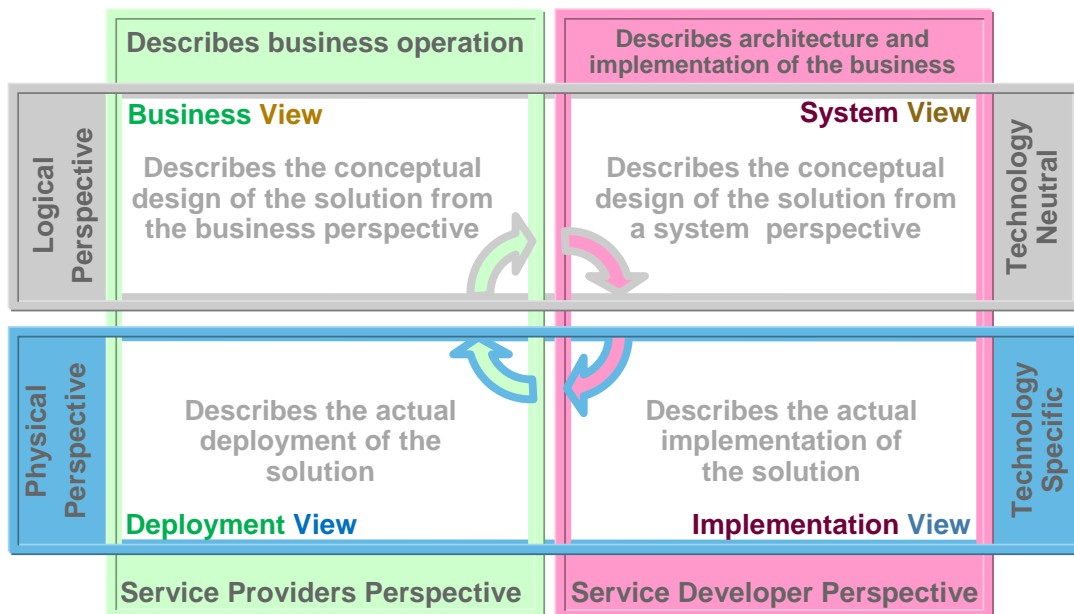 Describes business operation
Describes architecture and
implementation of the business
Logical
Perspective
Business View
Describes the conceptual
design of the solution from
the business perspective
System View
Describes the conceptual
design of the solution from
a system perspective
Technology
Neutral
Physical
Perspective
Describes the actual
deployment of the
solution
Deployment View
Describes the actual
implementation of
the solution
Implementation View
Technology
Specific
Service Providers Perspective
Service Developer Perspective